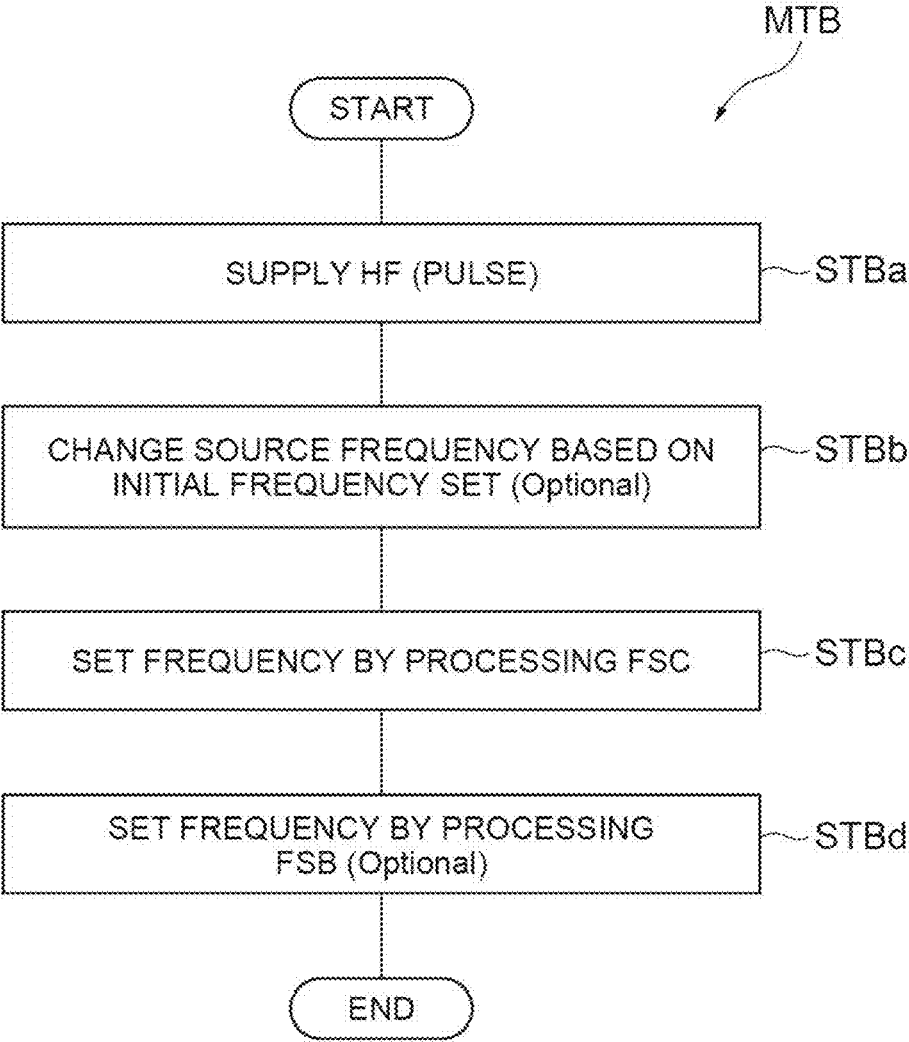 MTB
START
SUPPLY HF (PULSE)
STBa
CHANGE SOURCE FREQUENCY BASED ON
INITIAL FREQUENCY SET (Optional)
STBb
SET FREQUENCY BY PROCESSING FSC
STBc
SET FREQUENCY BY PROCESSING
FSB (Optional)
STBd
END